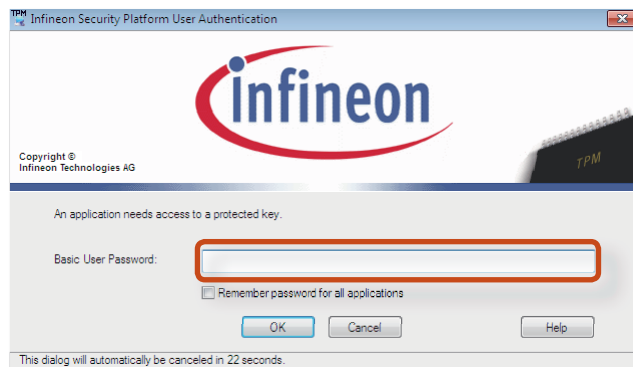 TPM
Infineon Security Platform User Authentication
infineon
Copyright ©
Infineon Technologies AG
TPM
An application needs access to a protected key.
Basic User Password:
Remember password for all applications
OK Cancel Help
This dialog will automatically be canceled in 22 seconds.